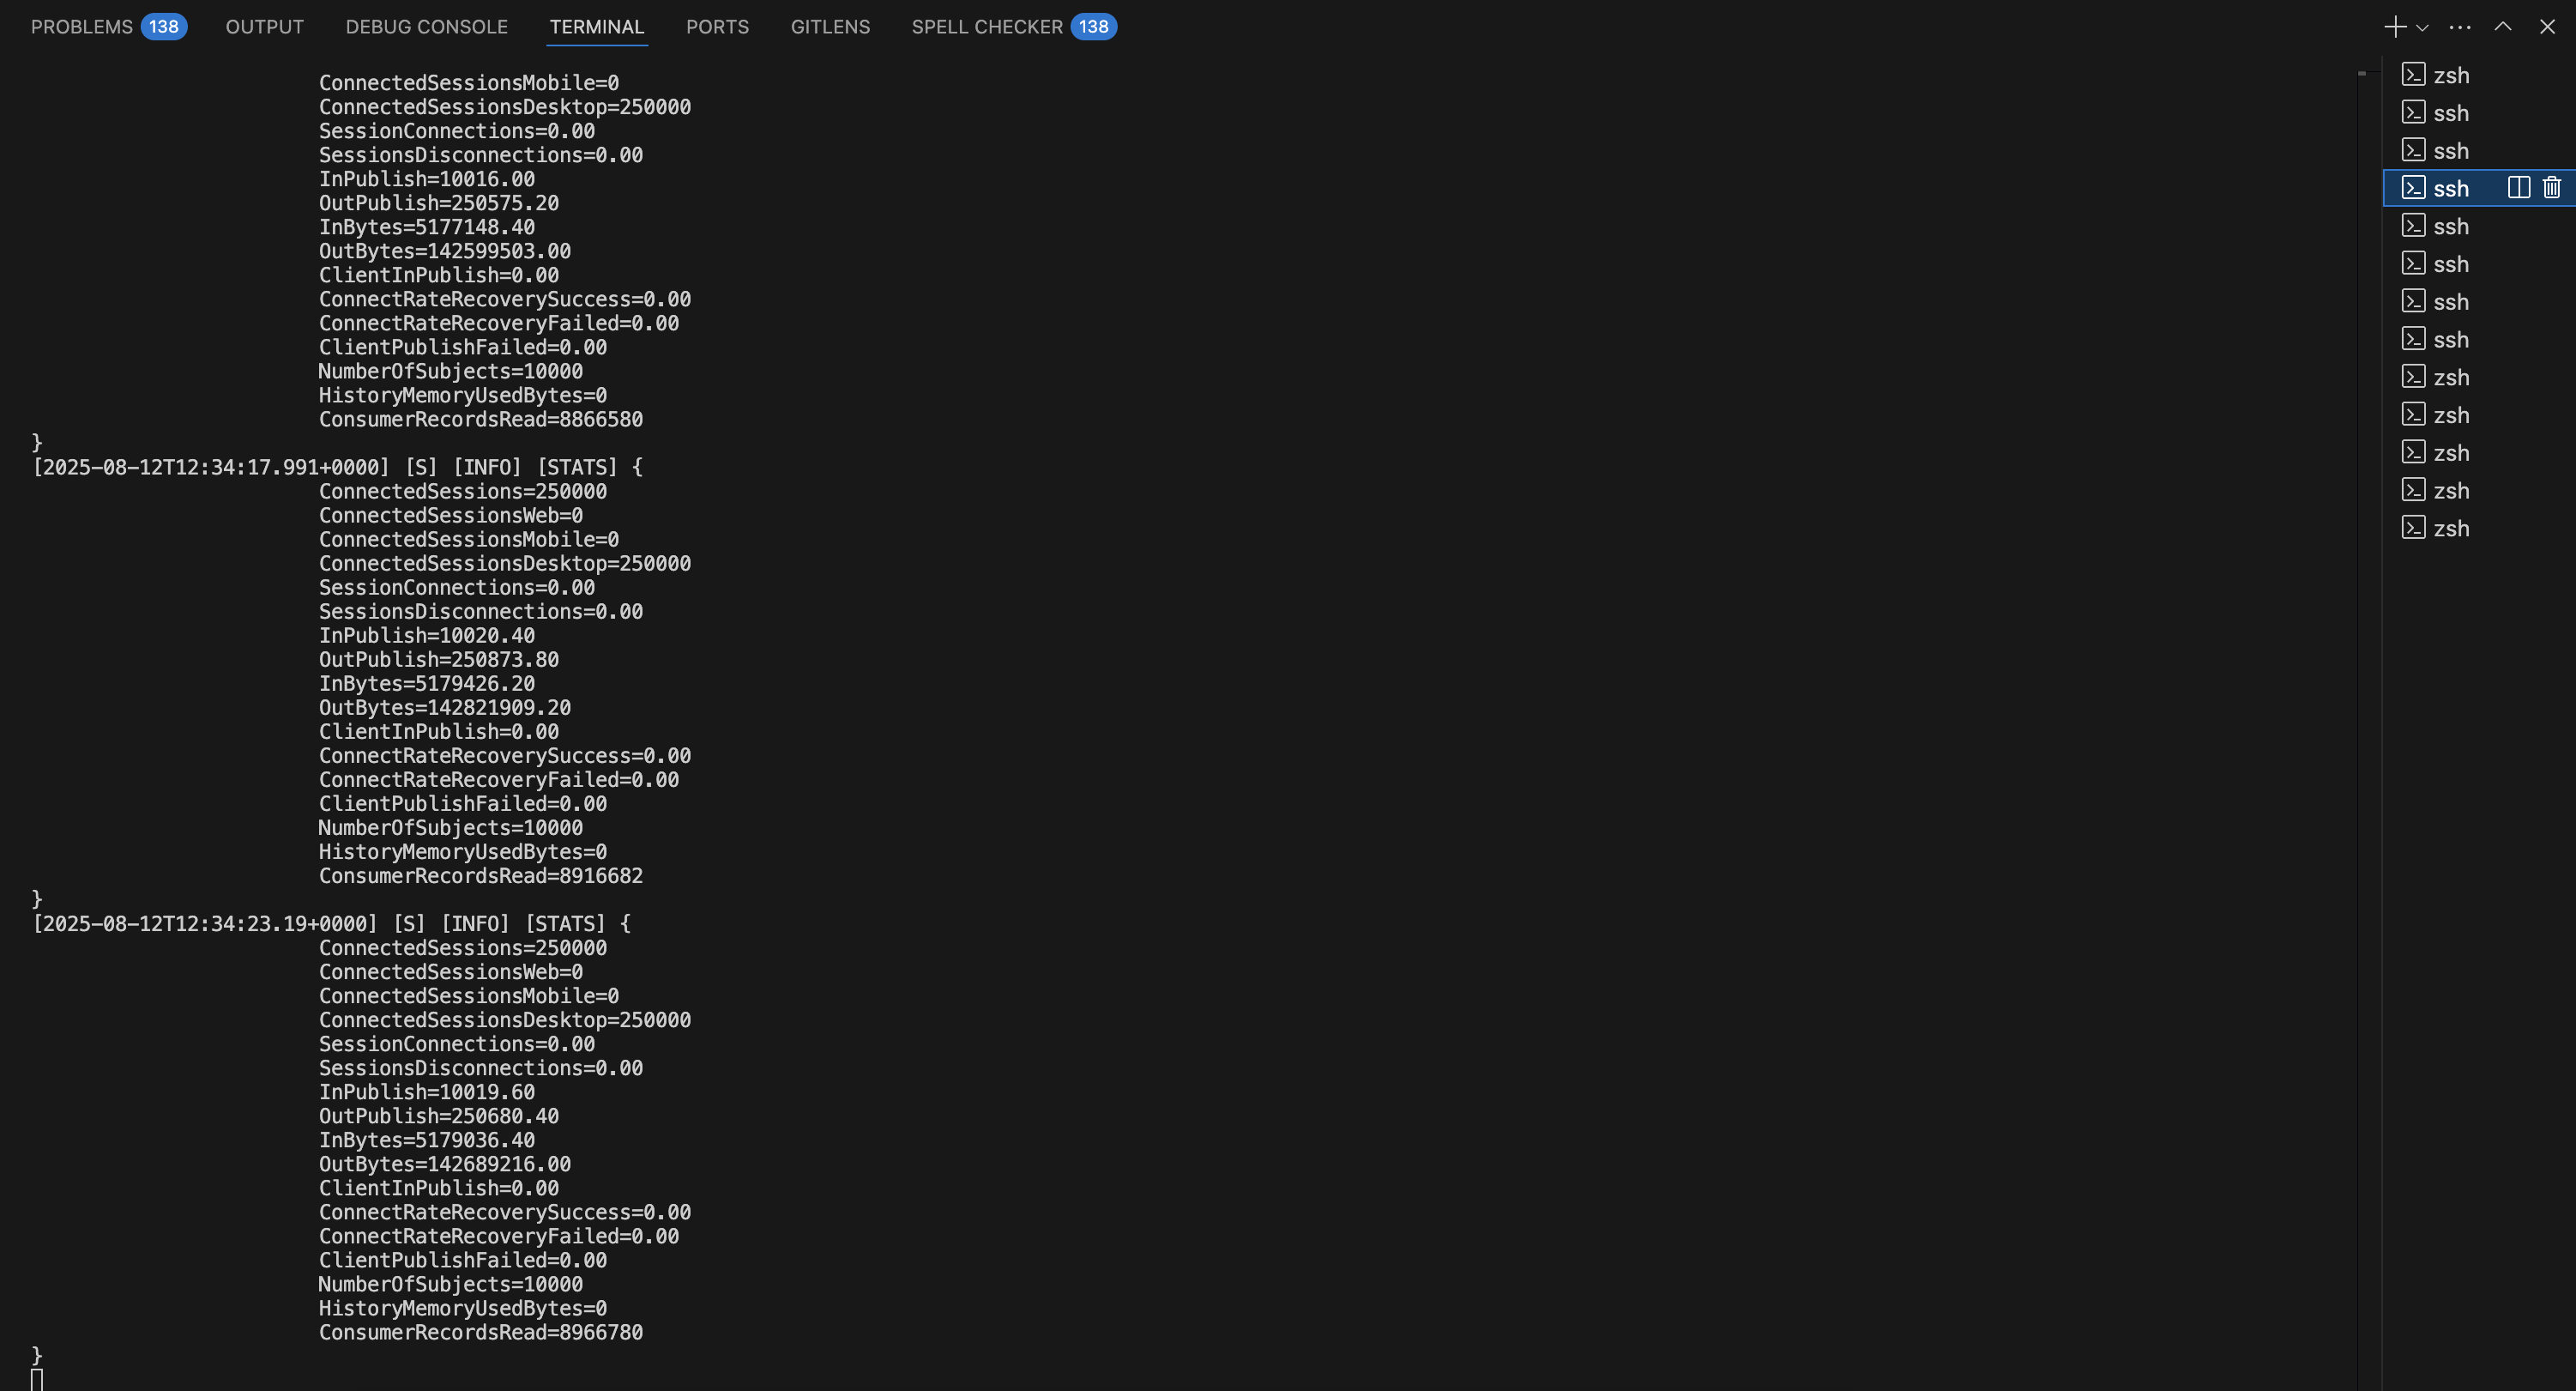 PROBLEMS 138 OUTPUT DEBUG CONSOLE TERMINAL PORTS GITLENS SPELL CHECKER 138
ConnectedSessionsMobile=0
ConnectedSessionsDesktop=250000
SessionConnections=0.00
SessionsDisconnections=0.00
InPublish=10016.00
OutPublish=250575.20
InBytes=5177148.40
OutBytes=142599503.00
ClientInPublish=0.00
ConnectRateRecoverySuccess=0.00
ConnectRateRecoveryFailed=0.00
ClientPublishFailed=0.00
NumberOfSubjects=10000
HistoryMemoryUsedBytes=0
ConsumerRecordsRead=8866580
}
[2025-08-12T12:34:17.991+0000] [S] [INFO] [STATS] {
ConnectedSessions=250000
ConnectedSessionsWeb=0
ConnectedSessionsMobile=0
ConnectedSessionsDesktop=250000
SessionConnections=0.00
SessionsDisconnections=0.00
InPublish=10020.40
OutPublish=250873.80
InBytes=5179426.20
OutBytes=142821909.20
ClientInPublish=0.00
ConnectRateRecoverySuccess=0.00
ConnectRateRecoveryFailed=0.00
ClientPublishFailed=0.00
NumberOfSubjects=10000
HistoryMemoryUsedBytes=0
ConsumerRecordsRead=8916682
}
[2025-08-12T12:34:23.19+0000] [S] [INFO] [STATS] {
ConnectedSessions=250000
ConnectedSessionsWeb=0
ConnectedSessionsMobile=0
ConnectedSessionsDesktop=250000
SessionConnections=0.00
SessionsDisconnections=0.00
InPublish=10019.60
OutPublish=250680.40
InBytes=5179036.40
OutBytes=142689216.00
ClientInPublish=0.00
ConnectRateRecoverySuccess=0.00
ConnectRateRecoveryFailed=0.00
ClientPublishFailed=0.00
NumberOfSubjects=10000
HistoryMemoryUsedBytes=0
ConsumerRecordsRead=8966780
}
zsh
ssh
ssh
ssh
ssh
ssh
ssh
ssh
zsh
zsh
zsh
zsh
zsh